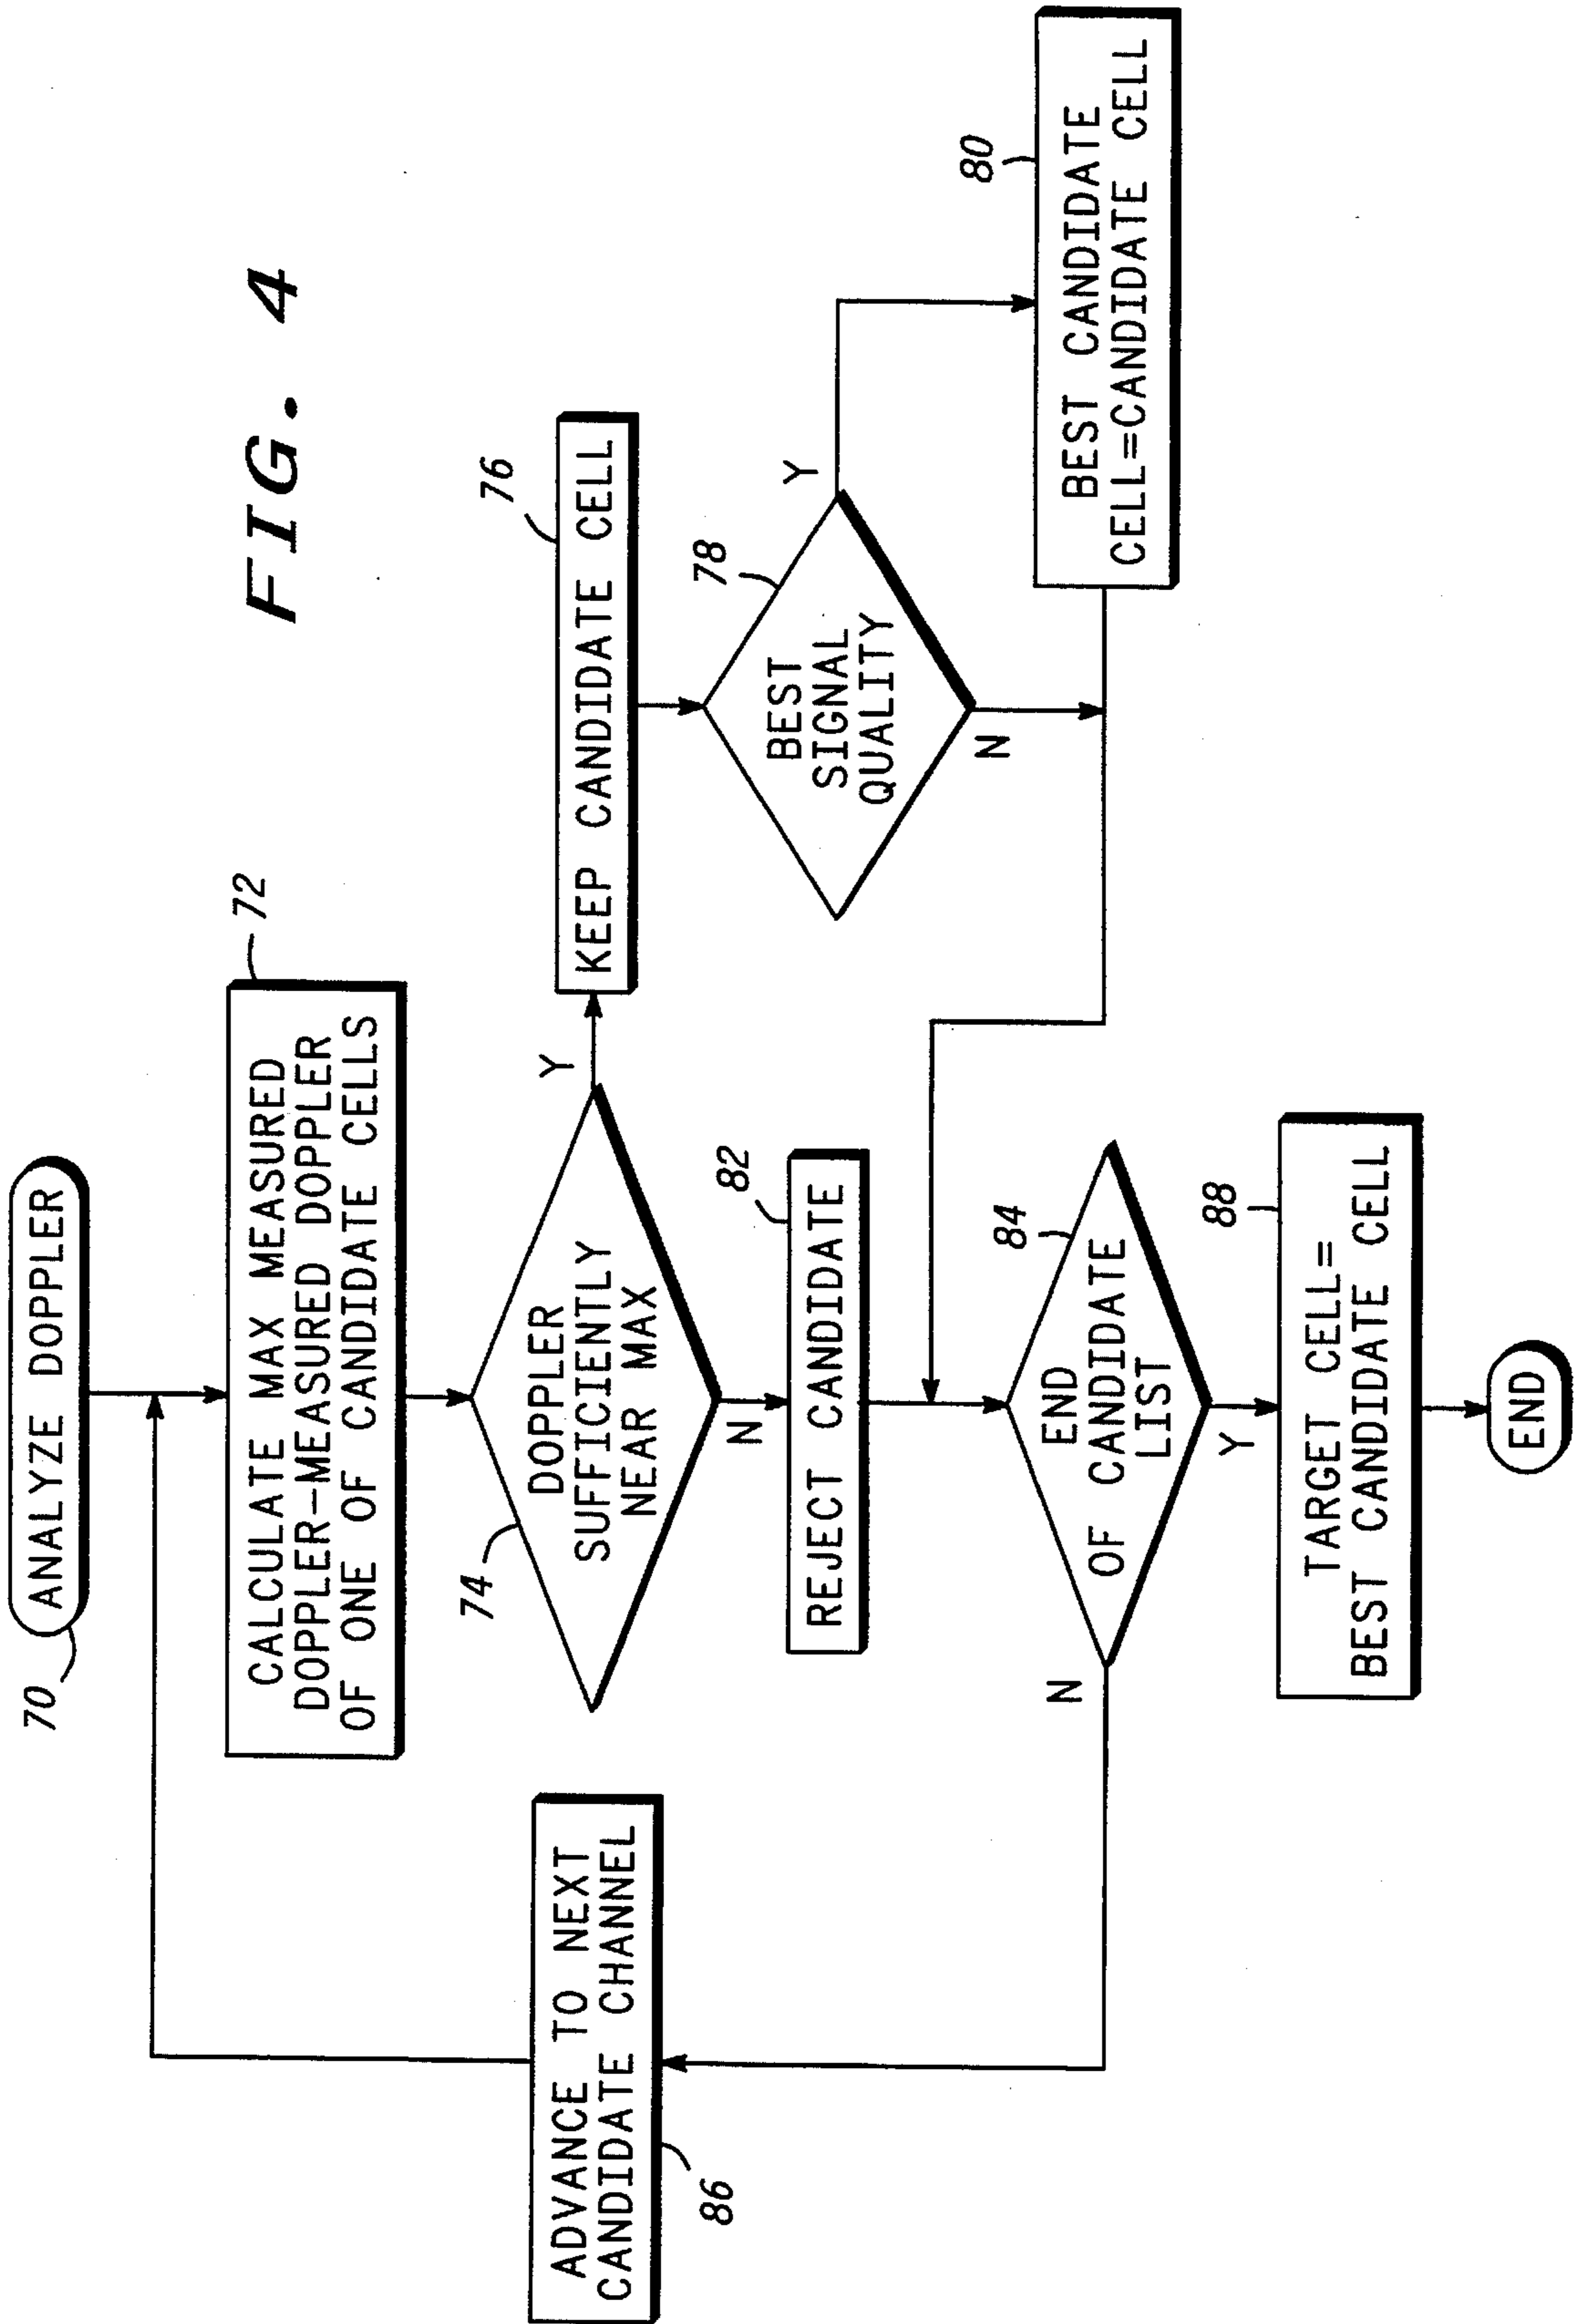 70
ANALYZE DOPPLER
72
CALCULATE MAX MEASURED
DOPPLER-MEASURED DOPPLER
OF ONE OF CANDIDATE CELLS
FIG. 4
74
DOPPLER
SUFFICIENTLY
NEAR MAX
Y
N
76
KEEP CANDIDATE CELL
78
BEST
SIGNAL
QUALITY
Y
N
80
BEST CANDIDATE
CELL=CANDIDATE CELL
82
REJECT CANDIDATE
84
END
OF CANDIDATE
LIST
N
Y
86
ADVANCE TO NEXT
CANDIDATE CHANNEL
88
TARGET CELL=
BEST CANDIDATE CELL
END